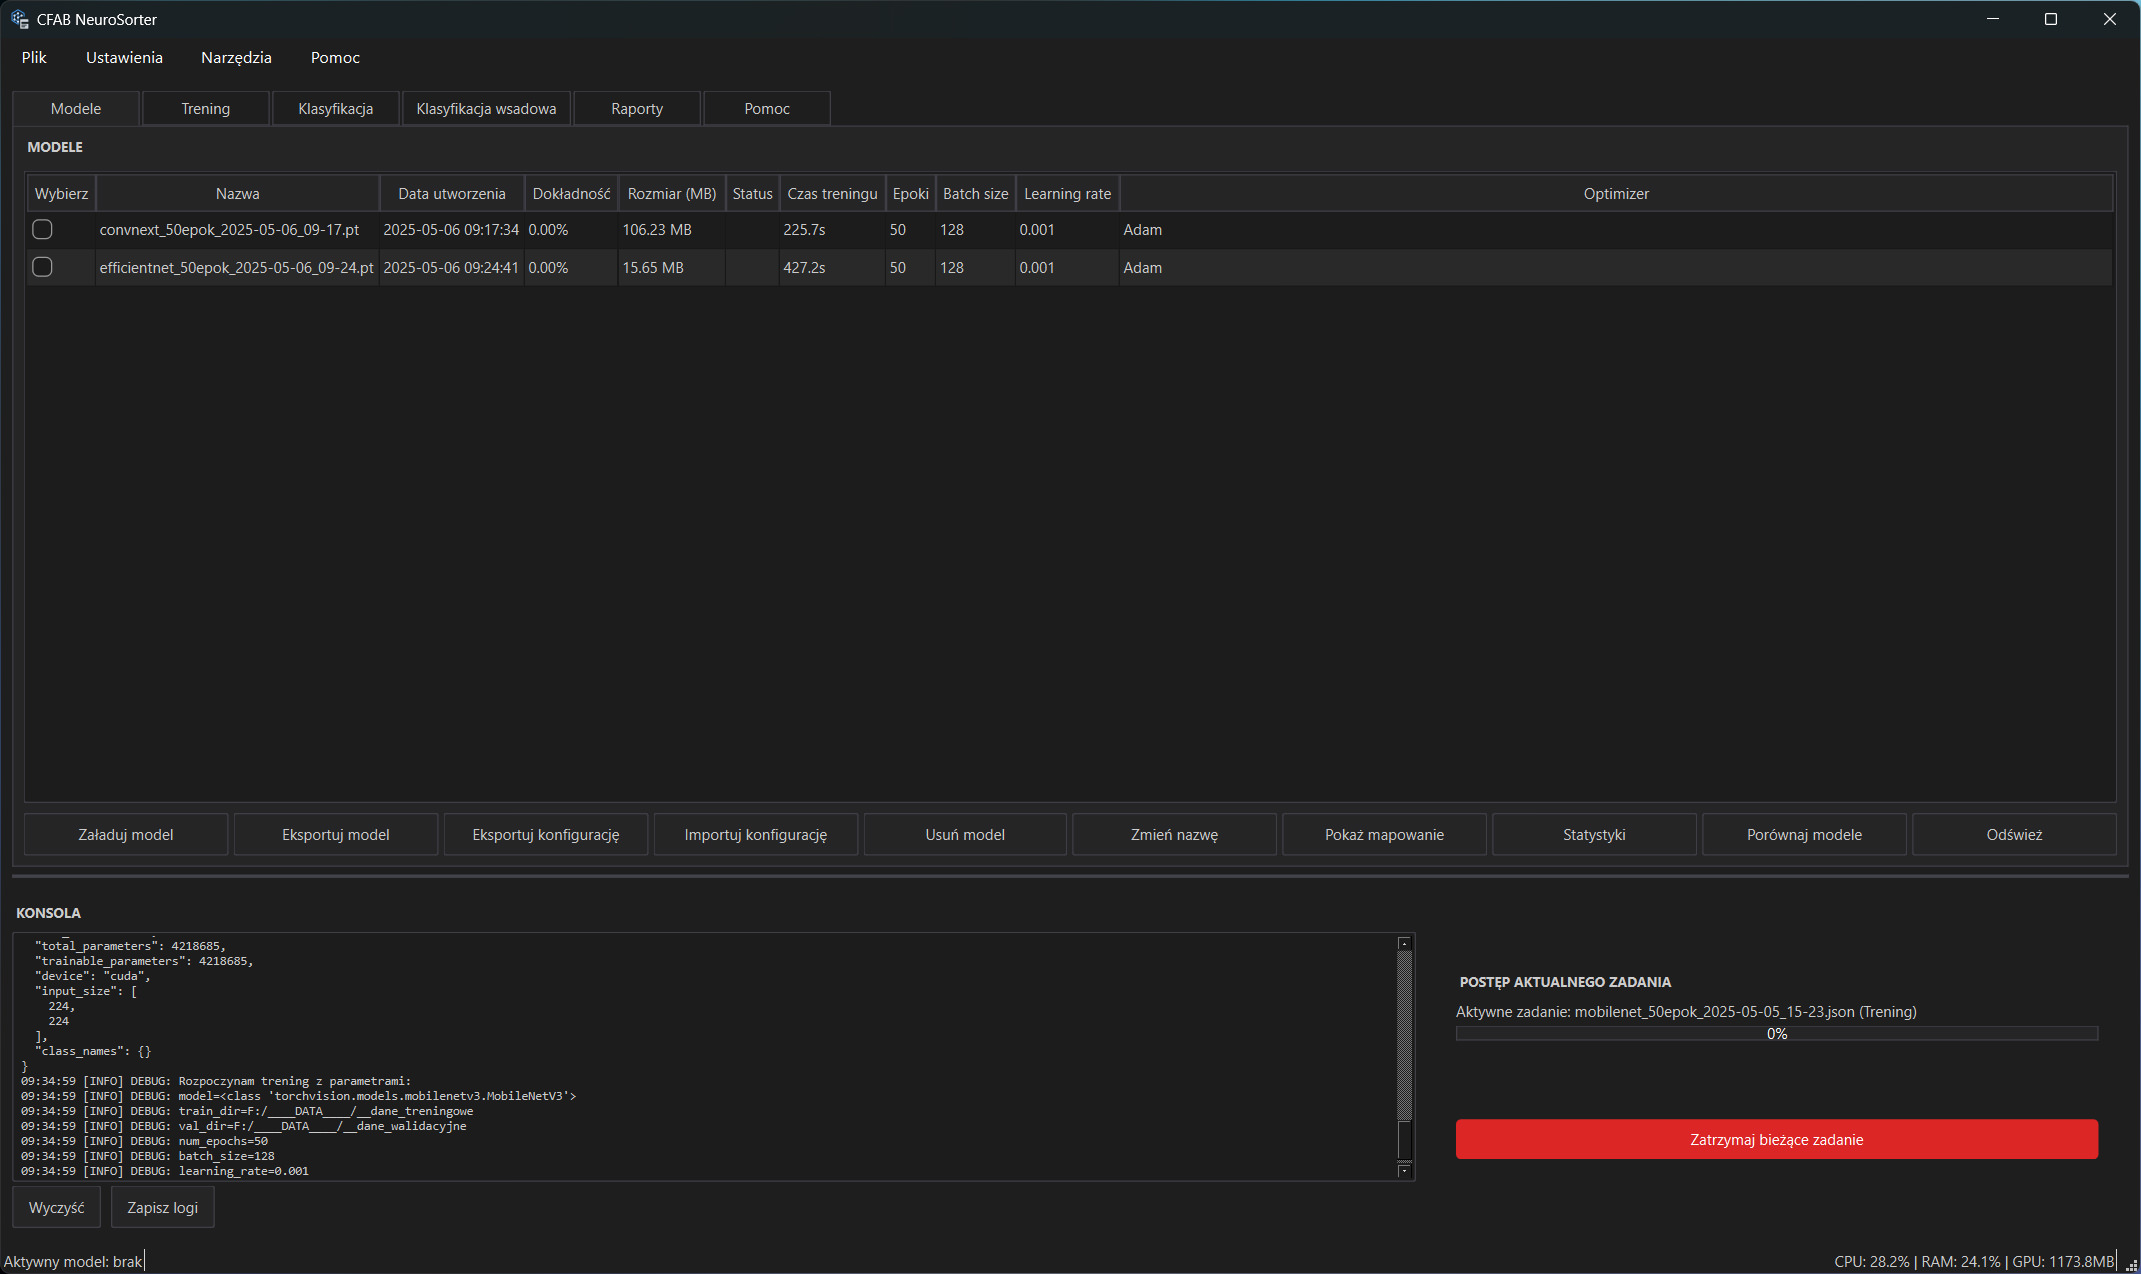 CFAB NeuroSorter
Plik Ustawienia Narzędzia Pomoc
Modele Trening Klasyfikacja Klasyfikacja wsadowa Raporty Pomoc
MODELE
Wybierz Nazwa Data utworzenia Dokładność Rozmiar (MB) Status Czas treningu Epoki Batch size Learning rate Optimizer
convnext_50epok_2025-05-06_09-17.pt 2025-05-06 09:17:34 0.00% 106.23 MB 225.7s 50 128 0.001 Adam
efficientnet_50epok_2025-05-06_09-24.pt 2025-05-06 09:24:41 0.00% 15.65 MB 427.2s 50 128 0.001 Adam
Załaduj model Eksportuj model Eksportuj konfigurację Importuj konfigurację Usuń model Zmień nazwę Pokaż mapowanie Statystyki Porównaj modele Odśwież
KONSOLA
"total_parameters": 4218685,
"trainable_parameters": 4218685,
"device": "cuda",
"input_size": [
224,
224
],
"class_names": {}
}
09:34:59 [INFO] DEBUG: Rozpoczynam trening z parametrami:
09:34:59 [INFO] DEBUG: model=<class 'torchvision.models.mobilenetv3.MobileNetV3'>
09:34:59 [INFO] DEBUG: train_dir=F:/____DATA____/__dane_treningowe
09:34:59 [INFO] DEBUG: val_dir=F:/____DATA____/__dane_walidacyjne
09:34:59 [INFO] DEBUG: num_epochs=50
09:34:59 [INFO] DEBUG: batch_size=128
09:34:59 [INFO] DEBUG: learning_rate=0.001
POSTĘP AKTUALNEGO ZADANIA
Aktywne zadanie: mobilenet_50epok_2025-05-05_15-23.json (Trening)
0%
Zatrzymaj bieżące zadanie
Wyczyść Zapisz logi
Aktywny model: brak
CPU: 28.2% | RAM: 24.1% | GPU: 1173.8MB